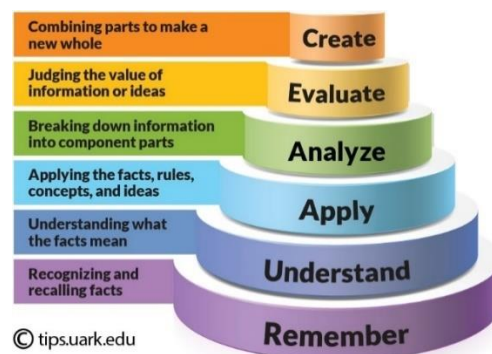 Combining parts to make a
new whole
Create
Judging the value of
information or ideas
Evaluate
Breaking down information
into component parts
Analyze
Applying the facts, rules,
concepts, and ideas
Apply
Understanding what
the facts mean
Understand
Recognizing and
recalling facts
Remember
© tips.uark.edu